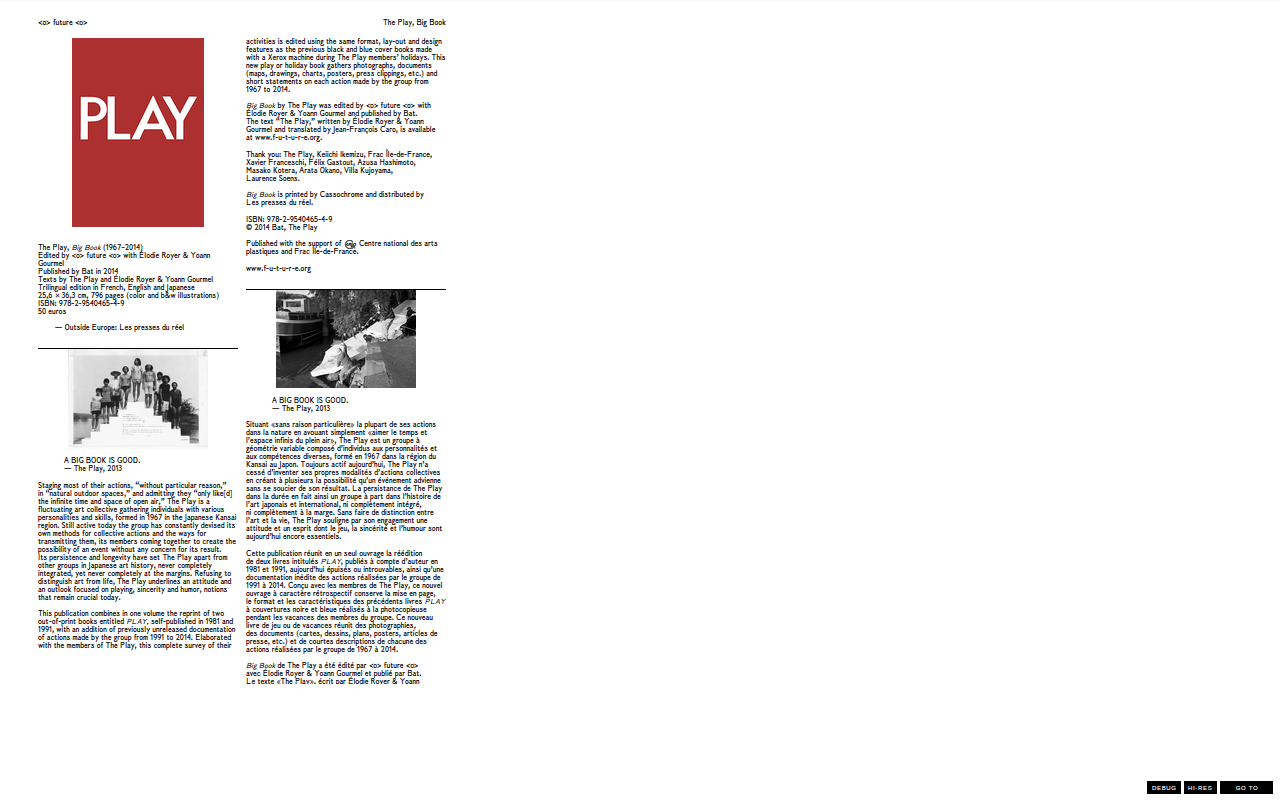 <o> future <o>
The Play, Big Book
PLAY
The Play, Big Book (1967–2014)
Edited by <o> future <o> with Élodie Royer & Yoann
Gourmel
Published by Bat in 2014
Texts by The Play and Élodie Royer & Yoann Gourmel
Trilingual edition in French, English and Japanese
25,6 × 36,3 cm, 796 pages (color and b&w illustrations)
ISBN: 978-2-9540465-4-9
50 euros
— Outside Europe: Les presses du réel
A BIG BOOK IS GOOD.
— The Play, 2013
Staging most of their actions, “without particular reason,”
in “natural outdoor spaces,” and admitting they “only like[d]
the infinite time and space of open air,” The Play is a
fluctuating art collective gathering individuals with various
personalities and skills, formed in 1967 in the Japanese Kansai
region. Still active today the group has constantly devised its
own methods for collective actions and the ways for
transmitting them, its members coming together to create the
possibility of an event without any concern for its result.
Its persistence and longevity have set The Play apart from
other groups in Japanese art history, never completely
integrated, yet never completely at the margins. Refusing to
distinguish art from life, The Play underlines an attitude and
an outlook focused on playing, sincerity and humor, notions
that remain crucial today.
This publication combines in one volume the reprint of two
out-of-print books entitled PLAY, self-published in 1981 and
1991, with an addition of previously unreleased documentation
of actions made by the group from 1991 to 2014. Elaborated
with the members of The Play, this complete survey of their
activities is edited using the same format, lay-out and design
features as the previous black and blue cover books made
with a Xerox machine during The Play members’ holidays. This
new play or holiday book gathers photographs, documents
(maps, drawings, charts, posters, press clippings, etc.) and
short statements on each action made by the group from
1967 to 2014.
Big Book by The Play was edited by <o> future <o> with
Élodie Royer & Yoann Gourmel and published by Bat.
The text “The Play,” written by Élodie Royer & Yoann
Gourmel and translated by Jean-François Caro, is available
at www.f-u-t-u-r-e.org.
Thank you: The Play, Keiichi Ikemizu, Frac Île-de-France,
Xavier Franceschi, Félix Gastout, Azusa Hashimoto,
Masako Kotera, Arata Okano, Villa Kujoyama,
Laurence Soens.
Big Book is printed by Cassochrome and distributed by
Les presses du réel.
ISBN: 978-2-9540465-4-9
© 2014 Bat, The Play
Published with the support of Centre national des arts
plastiques and Frac Île-de-France.
www.f-u-t-u-r-e.org
A BIG BOOK IS GOOD.
— The Play, 2013
Situant «sans raison particulière» la plupart de ses actions
dans la nature en avouant simplement «aimer le temps et
l’espace infinis du plein air», The Play est un groupe à
géométrie variable composé d’individus aux personnalités et
aux compétences diverses, formé en 1967 dans la région du
Kansai au Japon. Toujours actif aujourd’hui, The Play n’a
cessé d’inventer ses propres modalités d’actions collectives
en créant à plusieurs la possibilité qu’un événement advienne
sans se soucier de son résultat. La persistance de The Play
dans la durée en fait ainsi un groupe à part dans l’histoire de
l’art japonais et international, ni complètement intégré,
ni complètement à la marge. Sans faire de distinction entre
l’art et la vie, The Play souligne par son engagement une
attitude et un esprit dont le jeu, la sincérité et l’humour sont
aujourd’hui encore essentiels.
Cette publication réunit en un seul ouvrage la réédition
de deux livres intitulés PLAY, publiés à compte d’auteur en
1981 et 1991, aujourd’hui épuisés ou introuvables, ainsi qu’une
documentation inédite des actions réalisées par le groupe de
1991 à 2014. Conçu avec les membres de The Play, ce nouvel
ouvrage à caractère rétrospectif conserve la mise en page,
le format et les caractéristiques des précédents livres PLAY
à couvertures noire et bleue réalisés à la photocopieuse
pendant les vacances des membres du groupe. Ce nouveau
livre de jeu ou de vacances réunit des photographies,
des documents (cartes, dessins, plans, posters, articles de
presse, etc.) et de courtes descriptions de chacune des
actions réalisées par le groupe de 1967 à 2014.
Big Book de The Play a été édité par <o> future <o>
avec Élodie Royer & Yoann Gourmel et publié par Bat.
Le texte «The Play», écrit par Élodie Royer & Yoann
DEBUG
HI-RES
GO TO